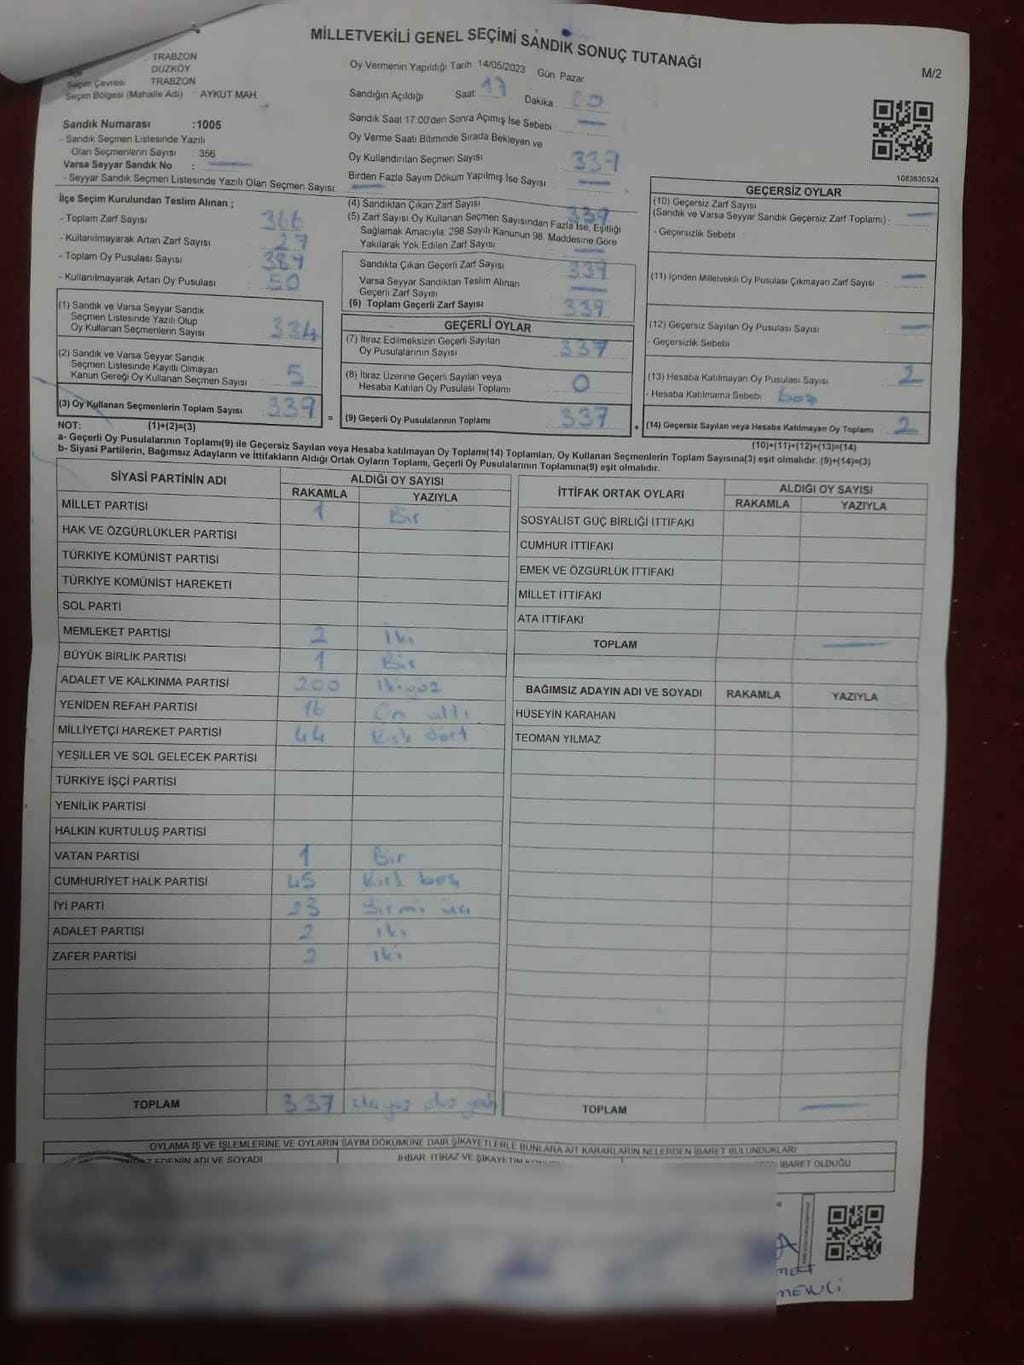 MİLLETVEKİLİ GENEL SEÇİMİ SANDIK SONUÇ TUTANAĞI
M/2
TRABZON
DÜZKÖY
Seçim Çevresi TRABZON
Seçim Bölgesi (Mahalle Adı) : AYKUT MAH.
Oy Vermenin Yapıldığı Tarih 14/05/2023 Gün Pazar
Sandığın Açıldığı Saat 17 Dakika 00
Sandık Saat 17:00'den Sonra Açımış İse Sebebi
Oy Verme Saati Bitiminde Sırada Bekleyen ve
Oy Kullandırılan Seçmen Sayısı 339
Birden Fazla Sayım Döküm Yapılmış İse Sayısı
Sandık Numarası :1005
- Sandık Seçmen Listesinde Yazılı
Olan Seçmenlerin Sayısı : 356
Varsa Seyyar Sandık No :
- Seyyar Sandık Seçmen Listesinde Yazılı Olan Seçmen Sayısı:
1083630524
İlçe Seçim Kurulundan Teslim Alınan ;
- Toplam Zarf Sayısı 366
- Kullanılmayarak Artan Zarf Sayısı 27
- Toplam Oy Pusulası Sayısı 387
- Kullanılmayarak Artan Oy Pusulası 50
(1) Sandık ve Varsa Seyyar Sandık
Seçmen Listesinde Yazılı Olup
Oy Kullanan Seçmenlerin Sayısı 334
(2) Sandık ve Varsa Seyyar Sandık
Seçmen Listesinde Kayıtlı Olmayan
Kanun Gereği Oy Kullanan Seçmen Sayısı 5
(3) Oy Kullanan Seçmenlerin Toplam Sayısı 339 =
(4) Sandıktan Çıkan Zarf Sayısı 339
(5) Zarf Sayısı Oy Kullanan Seçmen Sayısından Fazla İse, Eşitliği
Sağlamak Amacıyla: 298 Sayılı Kanunun 98. Maddesine Göre
Yakılarak Yok Edilen Zarf Sayısı
Sandıkta Çıkan Geçerli Zarf Sayısı 339
Varsa Seyyar Sandıktan Teslim Alınan
Geçerli Zarf Sayısı
(6) Toplam Geçerli Zarf Sayısı 339
GEÇERLİ OYLAR
(7) İtiraz Edilmeksizin Geçerli Sayılan
Oy Pusulalarının Sayısı 337
(8) İtiraz Üzerine Geçerli Sayılan veya
Hesaba Katılan Oy Pusulası Toplamı 0
(9) Geçerli Oy Pusulalarının Toplamı 337 +
GEÇERSİZ OYLAR
(10) Geçersiz Zarf Sayısı
(Sandık ve Varsa Seyyar Sandık Geçersiz Zarf Toplamı) -
- Geçersizlik Sebebi
(11) İçinden Milletvekili Oy Pusulası Çıkmayan Zarf Sayısı
(12) Geçersiz Sayılan Oy Pusulası Sayısı
- Geçersizlik Sebebi
(13) Hesaba Katılmayan Oy Pusulası Sayısı 2
- Hesaba Katılmama Sebebi boş
(14) Geçersiz Sayılan veya Hesaba Katılmayan Oy Toplamı 2
NOT: (1)+(2)=(3)
(10)+(11)+(12)+(13)=(14)
a- Geçerli Oy Pusulalarının Toplamı(9) ile Geçersiz Sayılan veya Hesaba katılmayan Oy Toplamı(14) Toplamları, Oy Kullanan Seçmenlerin Toplam Sayısına(3) eşit olmalıdır. (9)+(14)=(3)
b- Siyasi Partilerin, Bağımsız Adayların ve İttifakların Aldığı Ortak Oyların Toplamı, Geçerli Oy Pusulalarının Toplamına(9) eşit olmalıdır.
SİYASİ PARTİNİN ADI ALDIĞI OY SAYISI
RAKAMLA YAZIYLA
MİLLET PARTİSİ 1 Bir
HAK VE ÖZGÜRLÜKLER PARTİSİ
TÜRKİYE KOMÜNİST PARTİSİ
TÜRKİYE KOMÜNİST HAREKETİ
SOL PARTİ
MEMLEKET PARTİSİ 2 İki
BÜYÜK BİRLİK PARTİSİ 1 Bir
ADALET VE KALKINMA PARTİSİ 200 İkiyüz
YENİDEN REFAH PARTİSİ 16 On altı
MİLLİYETÇİ HAREKET PARTİSİ 44 Kırk dört
YEŞİLLER VE SOL GELECEK PARTİSİ
TÜRKİYE İŞÇİ PARTİSİ
YENİLİK PARTİSİ
HALKIN KURTULUŞ PARTİSİ
VATAN PARTİSİ 1 Bir
CUMHURİYET HALK PARTİSİ 45 Kırk beş
İYİ PARTİ 23 Yirmi üç
ADALET PARTİSİ 2 iki
ZAFER PARTİSİ 2 iki
TOPLAM 337
İTTİFAK ORTAK OYLARI ALDIĞI OY SAYISI
RAKAMLA YAZIYLA
SOSYALİST GÜÇ BİRLİĞİ İTTİFAKI
CUMHUR İTTİFAKI
EMEK VE ÖZGÜRLÜK İTTİFAKI
MİLLET İTTİFAKI
ATA İTTİFAKI
TOPLAM
BAĞIMSIZ ADAYIN ADI VE SOYADI RAKAMLA YAZIYLA
HÜSEYİN KARAHAN
TEOMAN YILMAZ
TOPLAM
OYLAMA İŞ VE İŞLEMLERİNE VE OYLARIN SAYIM DÖKÜMÜNE DAİR ŞİKAYETLERLE BUNLARA AİT KARARLARIN NELERDEN İBARET BULUNDUKLARI
EDENİN ADI VE SOYADI İHBAR, İTİRAZ VE ŞİKAYETİN İBARET OLDUĞU